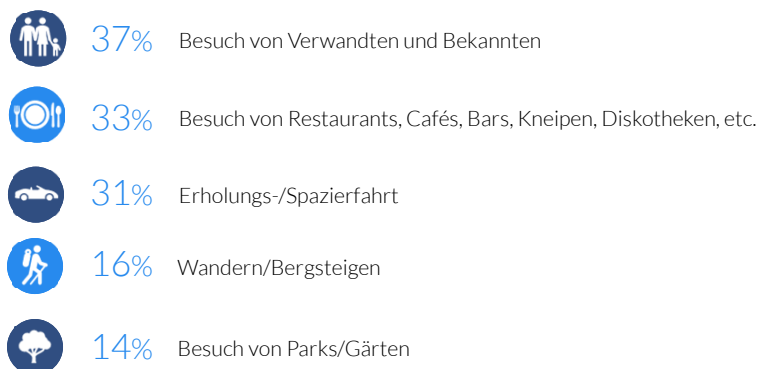 37% Besuch von Verwandten und Bekannten
33% Besuch von Restaurants, Cafés, Bars, Kneipen, Diskotheken, etc.
31% Erholungs-/Spazierfahrt
16% Wandern/Bergsteigen
14% Besuch von Parks/Gärten